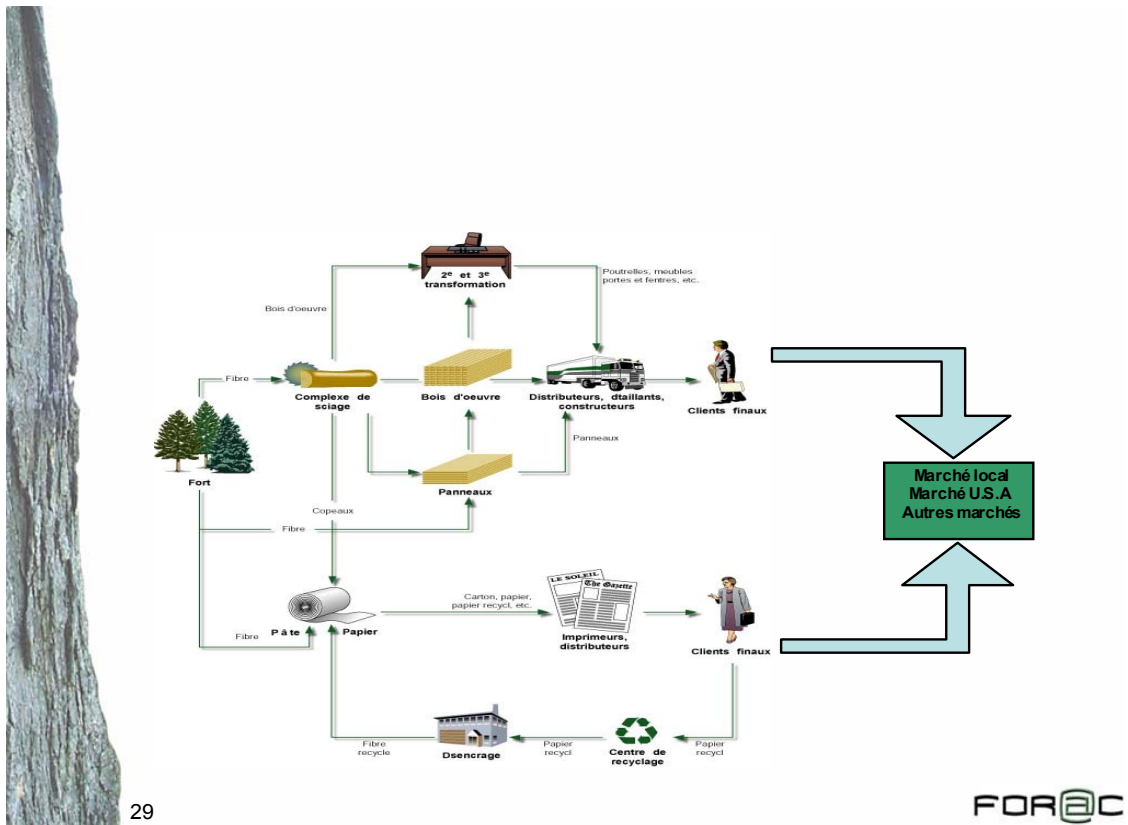 2e et 3e
transformation
Poutrelles, meubles
portes et fentres, etc.
Bois d'oeuvre
Fibre
Complexe de
sciage
Bois d'oeuvre
Distributeurs, dtaillants,
constructeurs
Clients finaux
Panneaux
Fort
Panneaux
Copeaux
Fibre
Marché local
Marché U.S.A
Autres marchés
LE SOLEIL
The Gazette
Carton, papier,
papier recycl, etc.
Fibre
Pâte
Papier
Imprimeurs,
distributeurs
Clients finaux
Fibre
recycle
Dsencrage
Papier
recycl
Centre de
recyclage
Papier
recycl
29
FOR@C